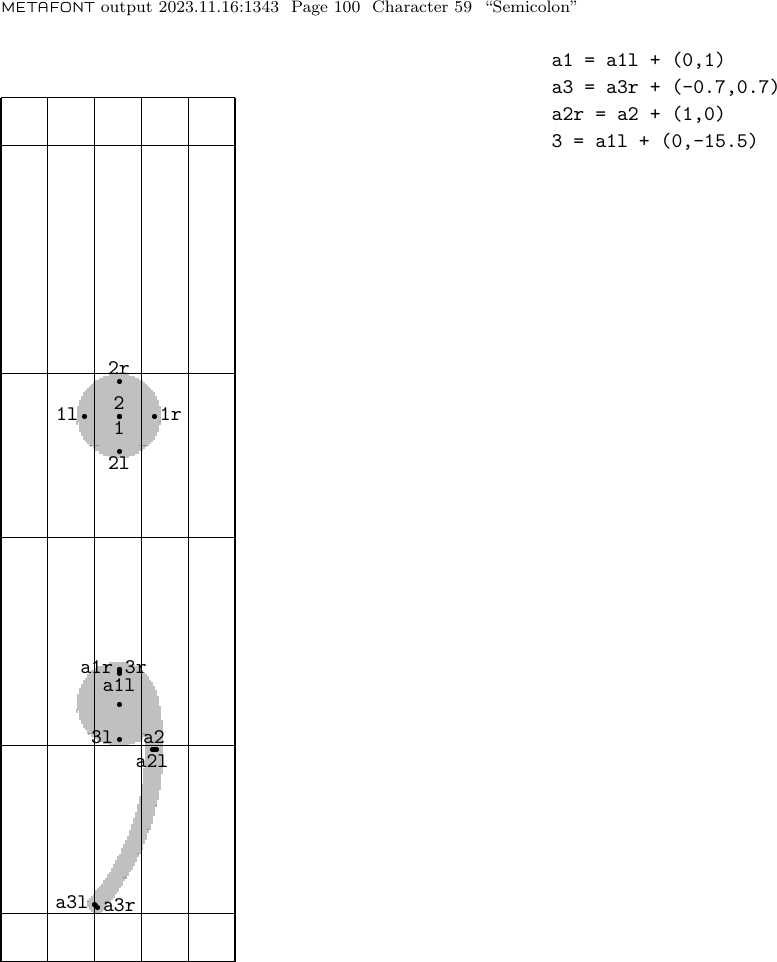 METAFONT output 2023.11.16:1343 Page 100 Character 59 “Semicolon”
a1 = a1l + (0,1)
a3 = a3r + (-0.7,0.7)
a2r = a2 + (1,0)
3 = a1l + (0,-15.5)
2r
2
1l 1r
1
2l
a1r 3r
a1l
3l a2
a2l
a3l a3r